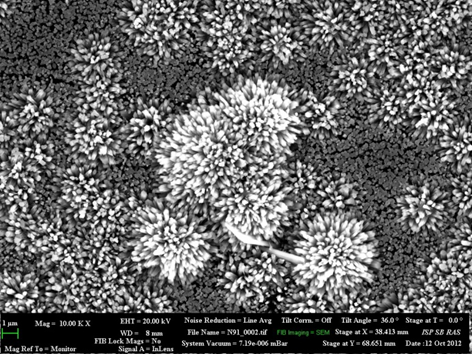 1 µm Mag = 10.00 K X EHT = 20.00 kV Noise Reduction = Line Avg Tilt Corrn. = Off Tilt Angle = 36.0 ° Stage at T = 0.0 °
WD = 8 mm File Name = N91_0002.tif FIB Imaging = SEM Stage at X = 38.413 mm ISP SB RAS
FIB Lock Mags = No
Mag Ref To = Monitor Signal A = InLens System Vacuum = 7.19e-006 mBar Stage at Y = 68.651 mm Date :12 Oct 2012